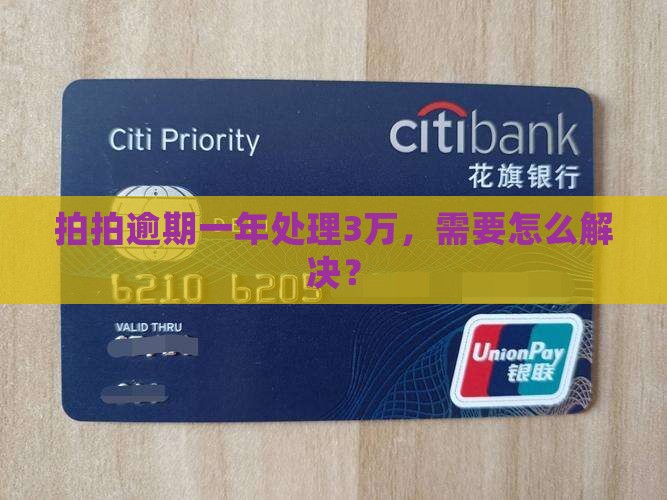 Citi Priority
citibank
花旗银行
拍拍逾期一年处理3万，需要怎么解
决？
6210 6205
VALID THRU
UnionPay
银联